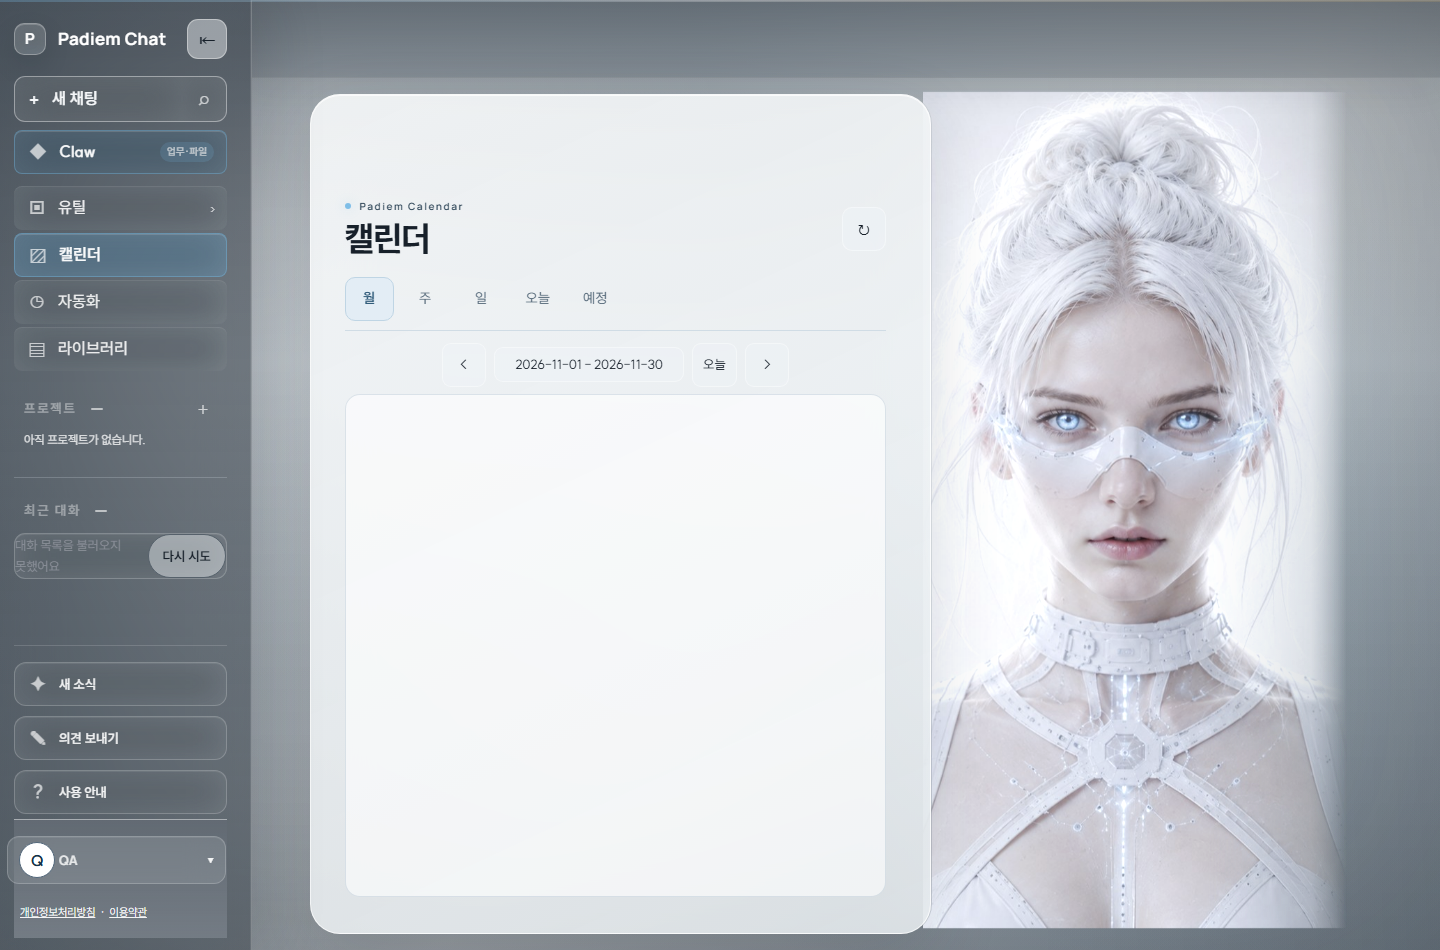 P Padiem Chat
+ 새 채팅
Claw 업무·파일
유틸
캘린더
자동화
라이브러리
프로젝트 — +
아직 프로젝트가 없습니다.
최근 대화 —
대화 목록을 불러오지
못했어요
다시 시도
새 소식
의견 보내기
? 사용 안내
Q QA
개인정보처리방침 · 이용약관
Padiem Calendar
캘린더
월 주 일 오늘 예정
2026-11-01 – 2026-11-30 오늘